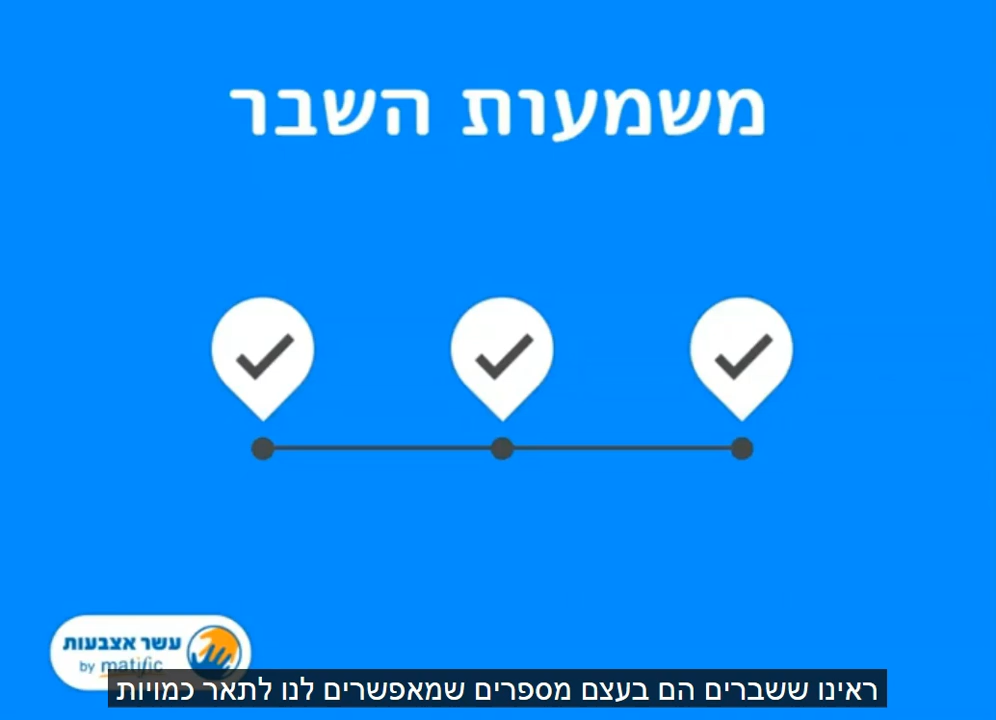 משמעות השבר
עשר אצבעות
by matific
ראינו ששברים הם בעצם מספרים שמאפשרים לנו לתאר כמויות